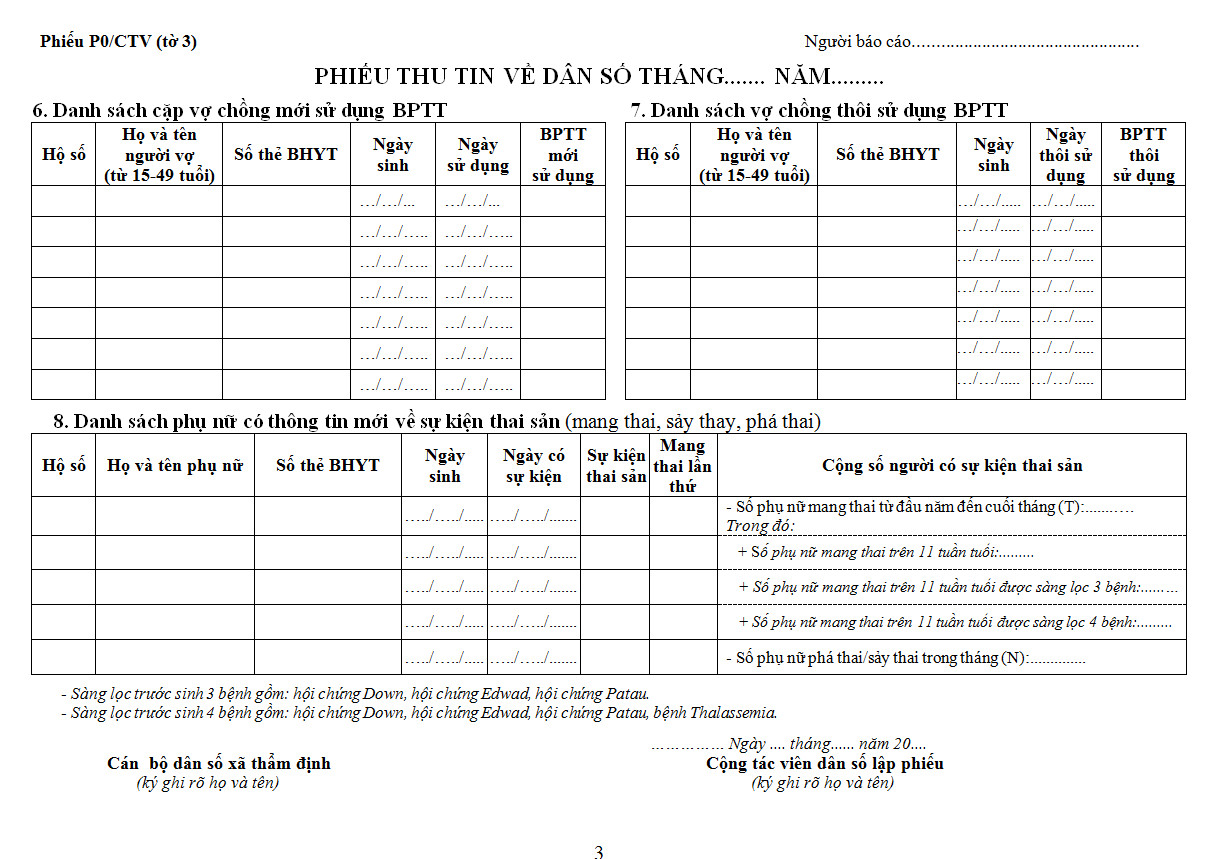 Phiếu P0/CTV (tờ 3)
Người báo cáo................................................
PHIẾU THU TIN VỀ DÂN SỐ THÁNG....... NĂM.........
6. Danh sách cặp vợ chồng mới sử dụng BPTT
Hộ số
Họ và tên
người vợ
(từ 15-49 tuổi)
Số thẻ BHYT
Ngày
sinh
Ngày
sử dụng
BPTT
mới
sử dụng
…/…/... …/…/...
…/…/….. …/…/…..
…/…/….. …/…/…..
…/…/….. …/…/…..
…/…/….. …/…/…..
…/…/….. …/…/…..
…/…/….. …/…/…..
7. Danh sách vợ chồng thôi sử dụng BPTT
Hộ số
Họ và tên
người vợ
(từ 15-49 tuổi)
Số thẻ BHYT
Ngày
sinh
Ngày
thôi sử
dụng
BPTT
thôi
sử dụng
…/…/..... …/…/.....
…/…/..... …/…/.....
…/…/..... …/…/.....
…/…/..... …/…/.....
…/…/..... …/…/.....
…/…/..... …/…/.....
…/…/..... …/…/.....
8. Danh sách phụ nữ có thông tin mới về sự kiện thai sản (mang thai, sảy thay, phá thai)
Hộ số
Họ và tên phụ nữ
Số thẻ BHYT
Ngày
sinh
Ngày có
sự kiện
Sự kiện
thai sản
Mang
thai lần
thứ
Cộng số người có sự kiện thai sản
…../…../..... …../…../.......
- Số phụ nữ mang thai từ đầu năm đến cuối tháng (T):.......….
Trong đó:
…../…../..... …../…../.......
+ Số phụ nữ mang thai trên 11 tuần tuổi:.........
…../…../..... …../…../.......
+ Số phụ nữ mang thai trên 11 tuần tuổi được sàng lọc 3 bệnh:.........
…../…../..... …../…../.......
+ Số phụ nữ mang thai trên 11 tuần tuổi được sàng lọc 4 bệnh:.........
…../…../..... …../…../.......
- Số phụ nữ phá thai/sảy thai trong tháng (N):..............
- Sàng lọc trước sinh 3 bệnh gồm: hội chứng Down, hội chứng Edwad, hội chứng Patau.
- Sàng lọc trước sinh 4 bệnh gồm: hội chứng Down, hội chứng Edwad, hội chứng Patau, bệnh Thalassemia.
…………… Ngày .... tháng...... năm 20....
Cán bộ dân số xã thẩm định
(ký ghi rõ họ và tên)
Cộng tác viên dân số lập phiếu
(ký ghi rõ họ và tên)
3